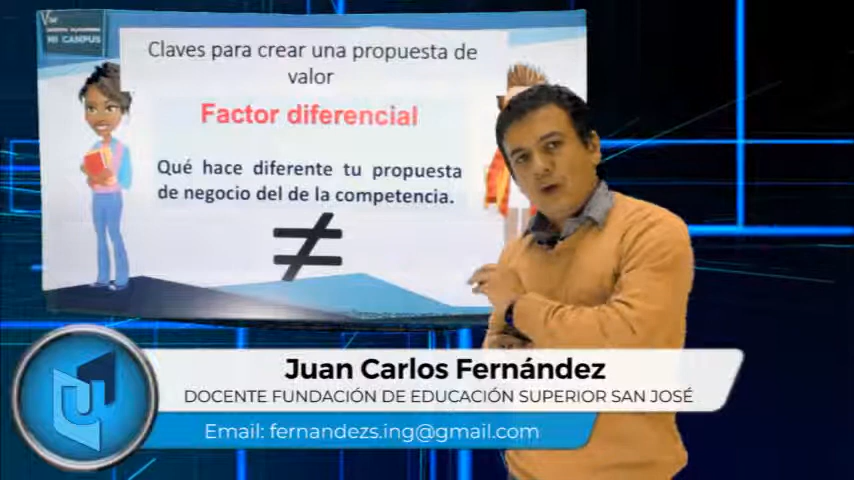 MI CAMPUS
Claves para crear una propuesta de
valor
Factor diferencial
Qué hace diferente tu propuesta
de negocio del de la competencia.
≠
Juan Carlos Fernández
DOCENTE FUNDACIÓN DE EDUCACIÓN SUPERIOR SAN JOSÉ
Email: fernandezs.ing@gmail.com